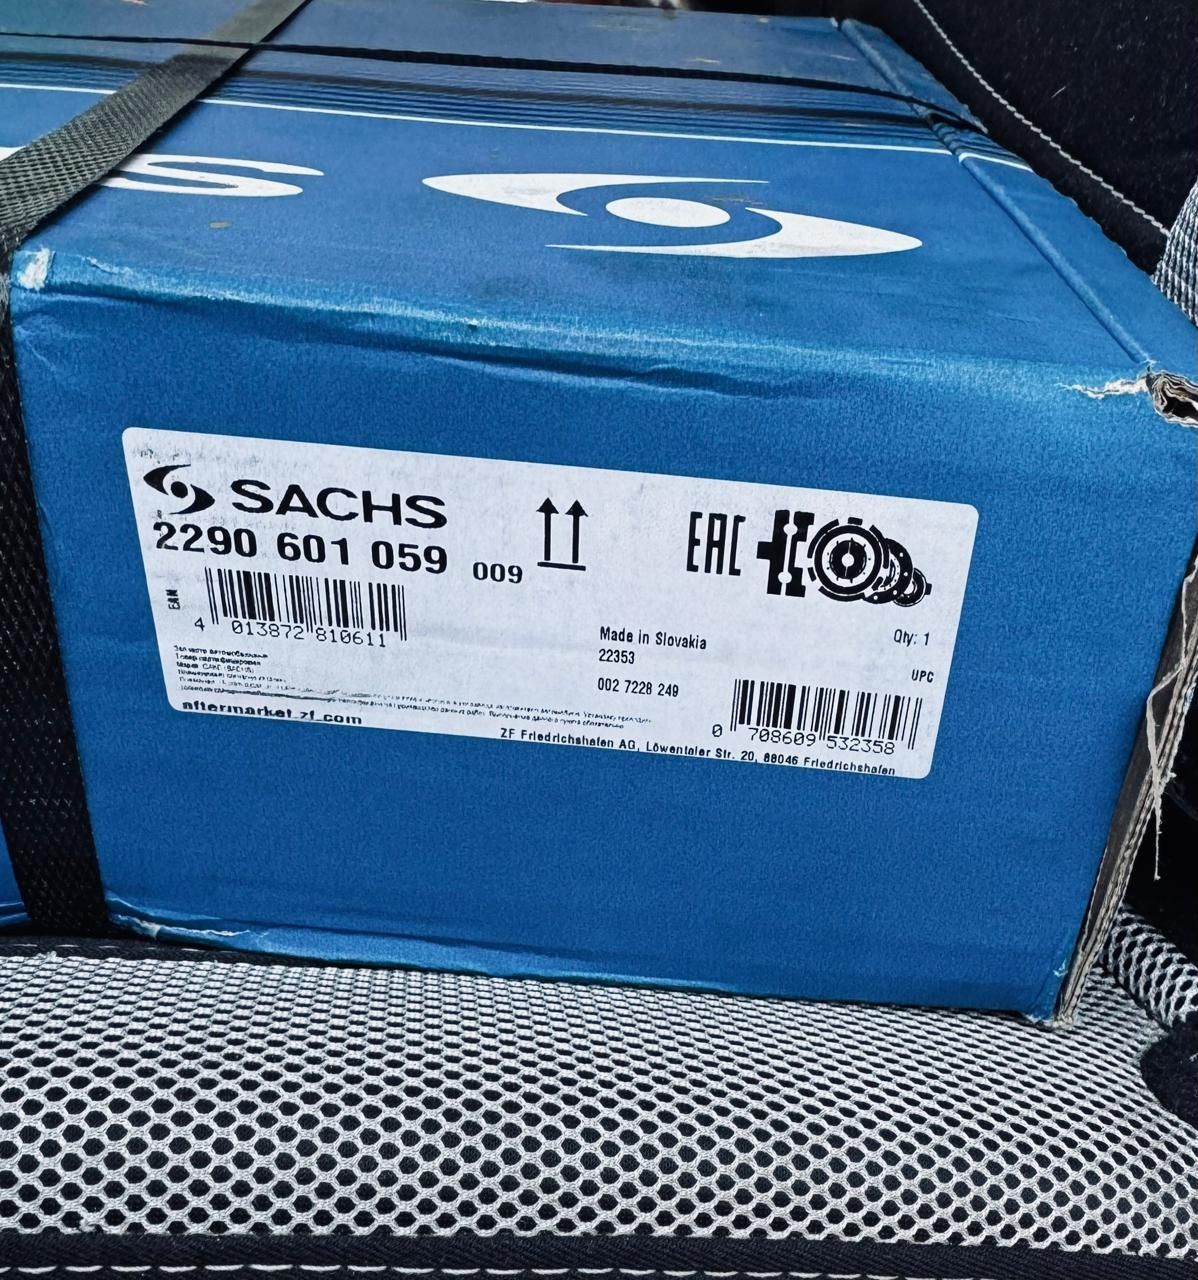 S
SACHS
2290 601 059 009
EAC
EAN
4 013872 810611
Made in Slovakia
22353
002 7228 249
Qty: 1
UPC
0 708609 532358
aftermarket.zf.com
ZF Friedrichshafen AG, Löwentaler Str. 20, 88046 Friedrichshafen